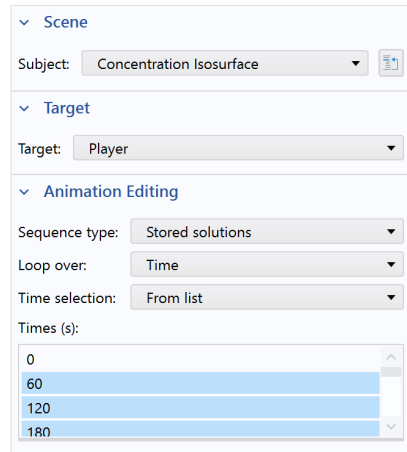 Scene
Subject: Concentration Isosurface
Target
Target: Player
Animation Editing
Sequence type: Stored solutions
Loop over: Time
Time selection: From list
Times (s):
0
60
120
180